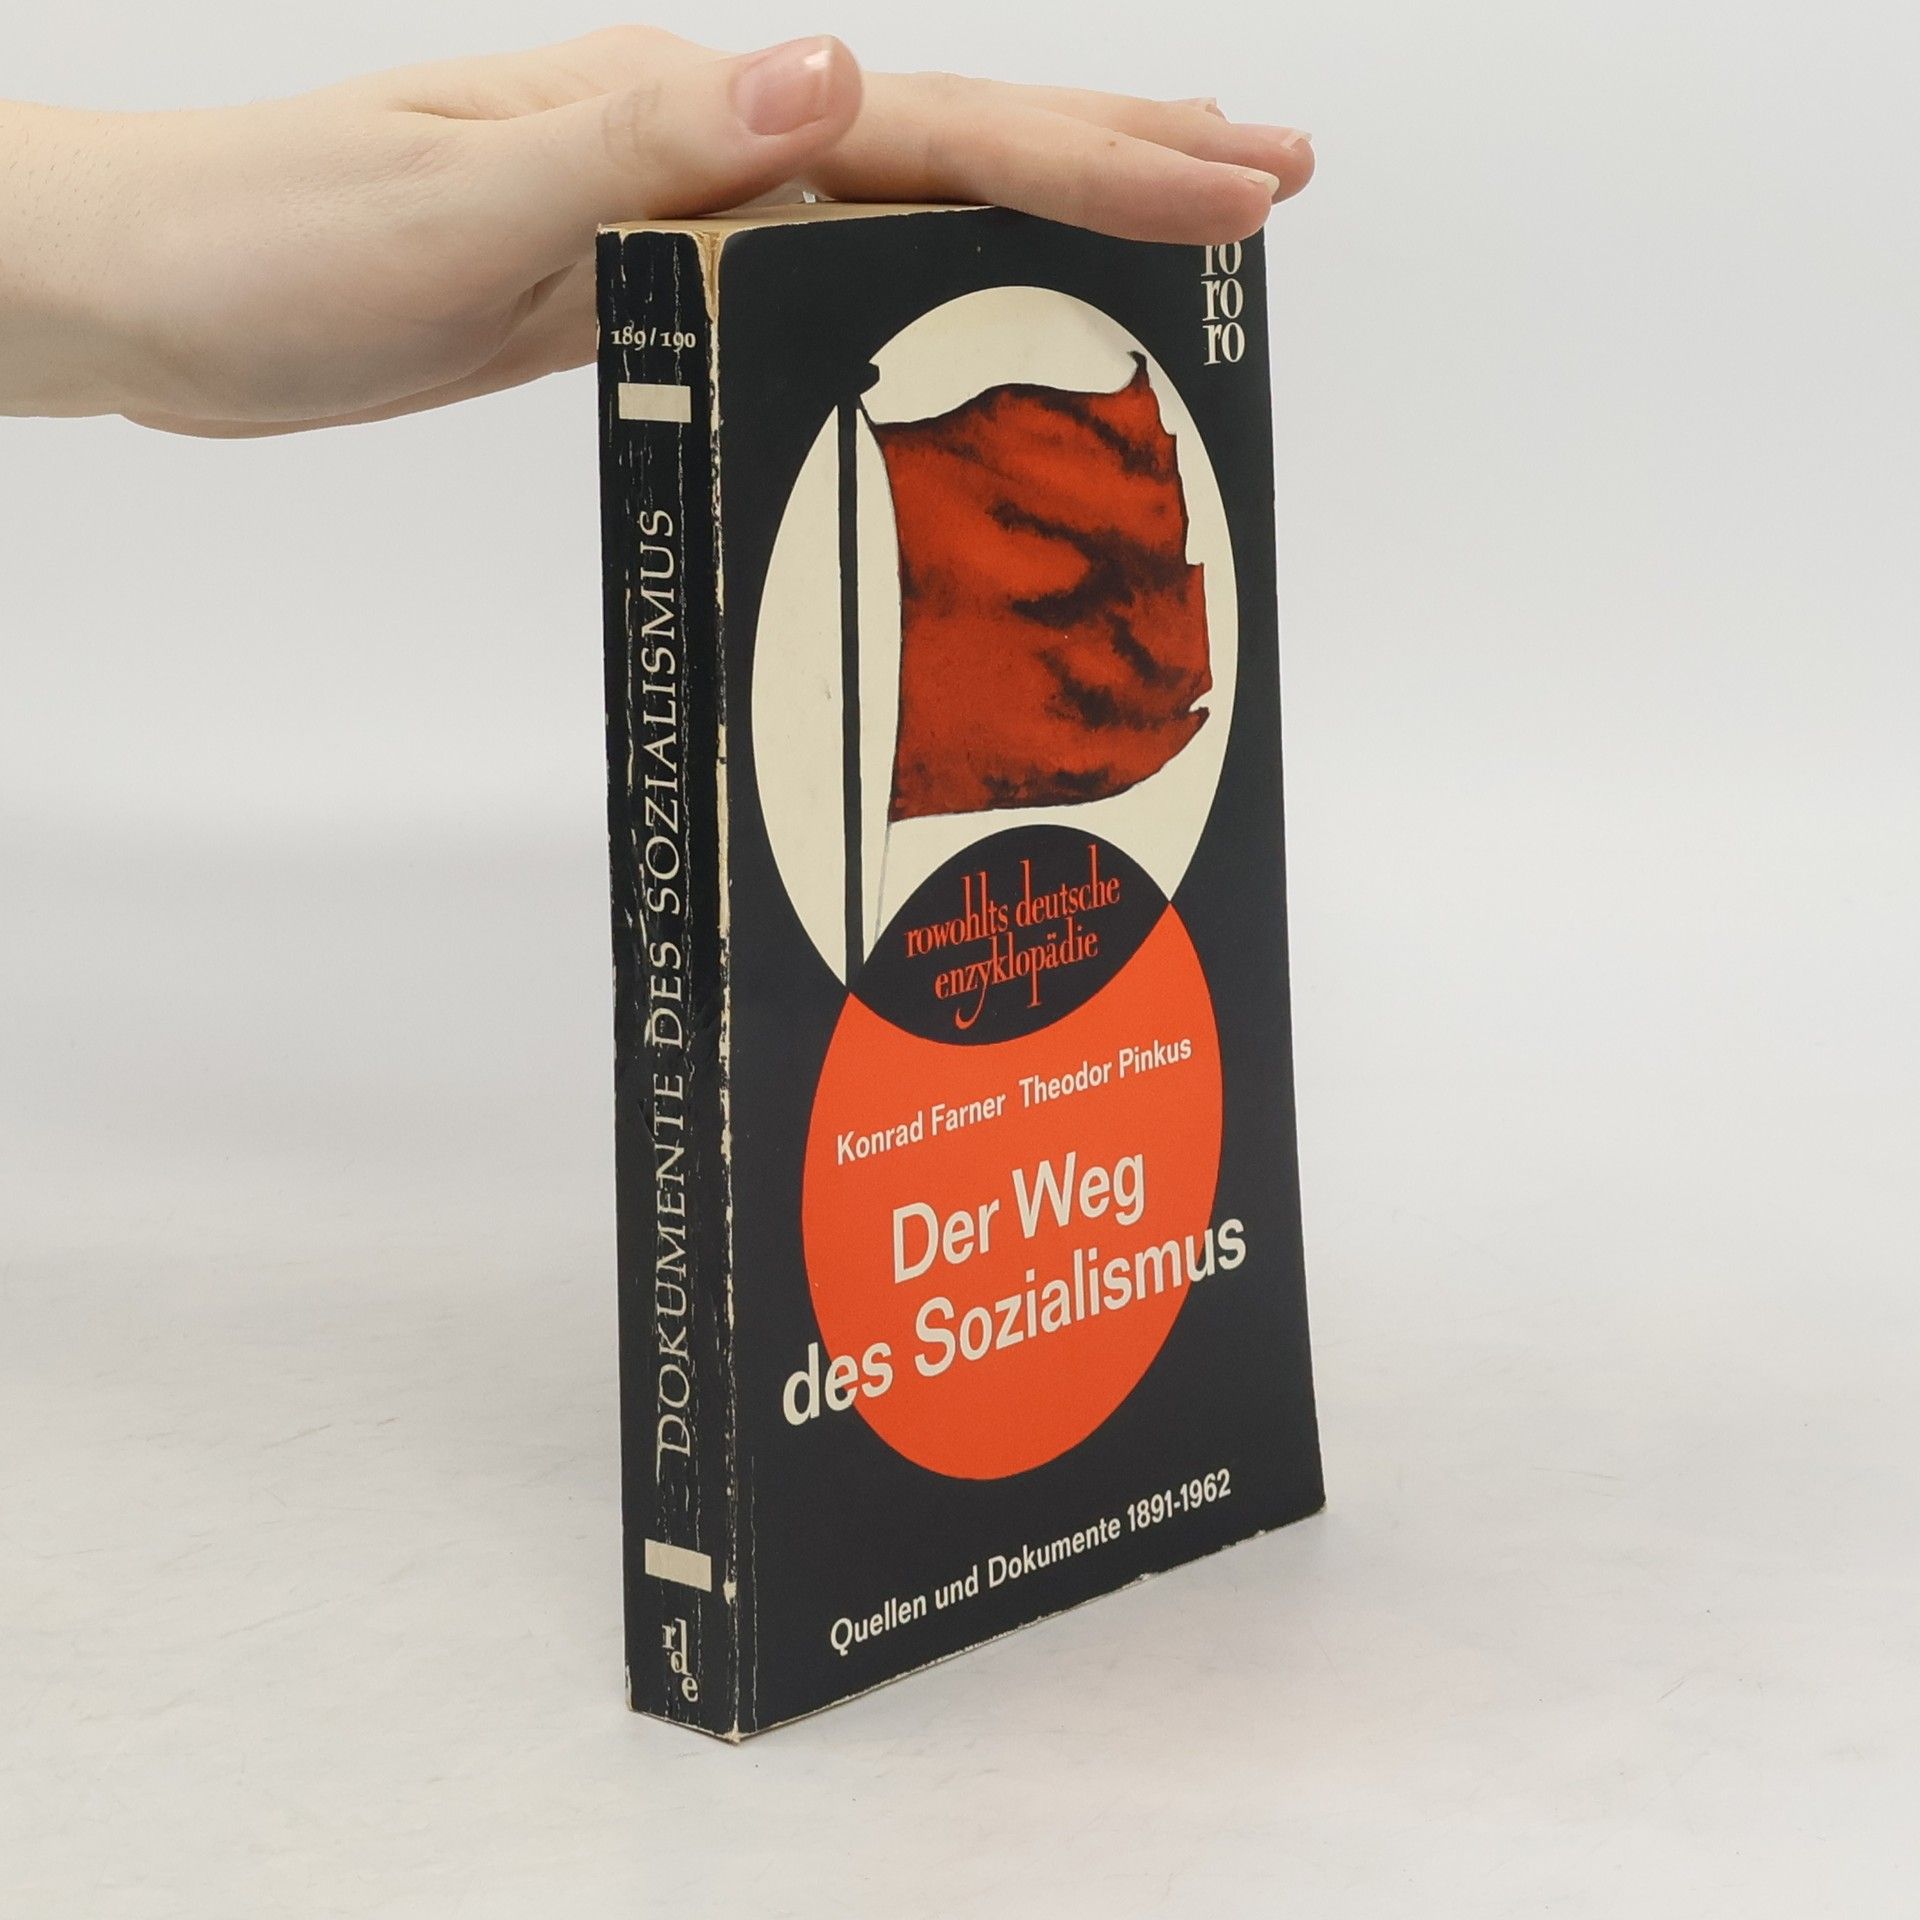 189/190
DOKUMENTE DES SOZIALISMUS
rde
ro
ro
ro
rowohlts deutsche
enzyklopädie
Konrad Farner Theodor Pinkus
Der Weg
des Sozialismus
Quellen und Dokumente 1891-1962